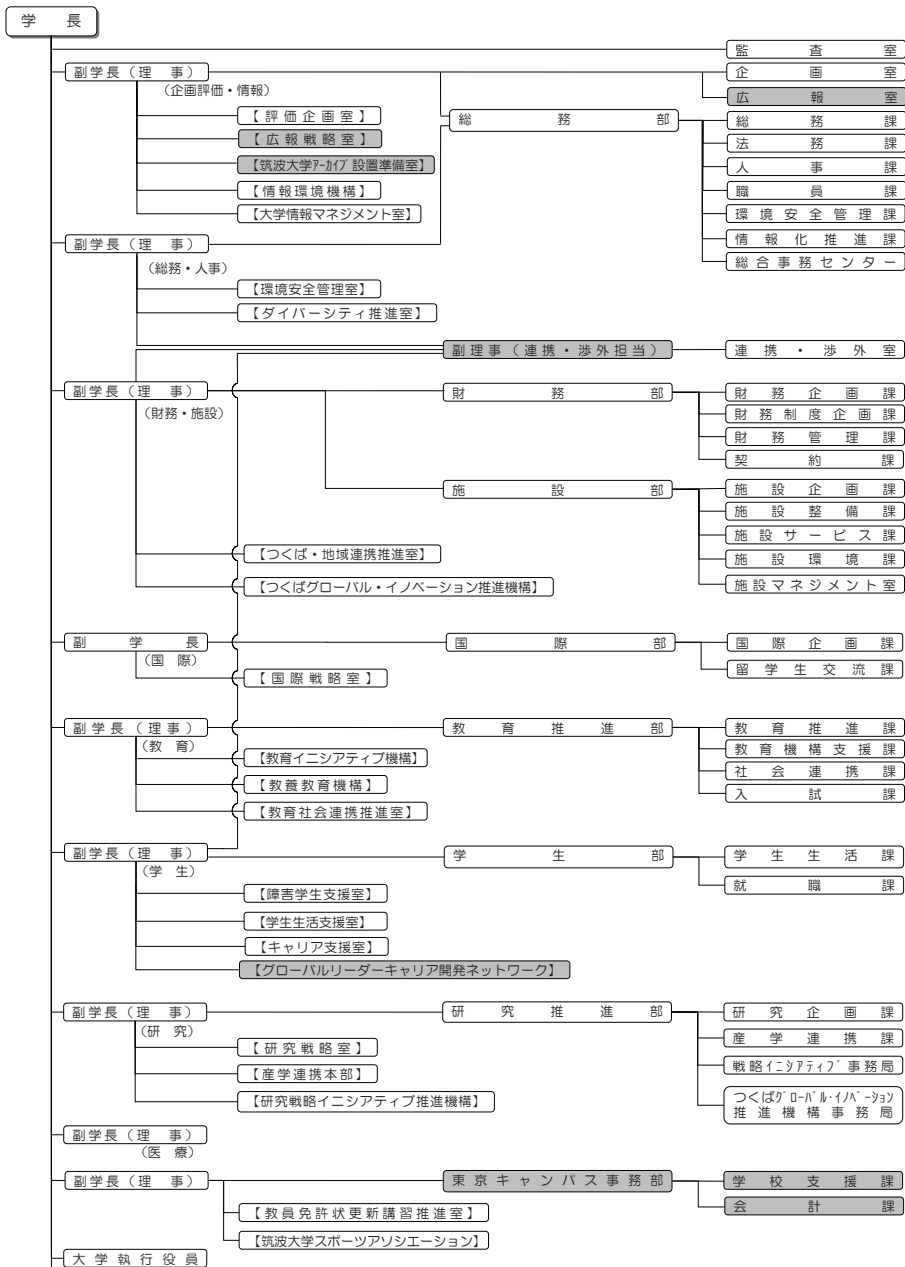 学長
監査室
副学長(理事)
企画室
(企画評価・情報)
広報室
【評価企画室】
総務部
総務課
【広報戦略室】
法務課
【筑波大学ｱｰｶｲﾌﾞ設置準備室】
人事課
【情報環境機構】
職員課
【大学情報マネジメント室】
環境安全管理課
副学長(理事)
情報化推進課
(総務・人事)
総合事務センター
【環境安全管理室】
【ダイバーシティ推進室】
副理事(連携・渉外担当)
連携・渉外室
副学長(理事)
財務部
財務企画課
(財務・施設)
財務制度企画課
財務管理課
契約課
施設部
施設企画課
施設整備課
施設サービス課
【つくば・地域連携推進室】
施設環境課
【つくばグローバル・イノベーション推進機構】
施設マネジメント室
副学長
国際部
国際企画課
(国際)
留学生交流課
【国際戦略室】
副学長(理事)
教育推進部
教育推進課
(教育)
教育機構支援課
【教育イニシアティブ機構】
社会連携課
【教養教育機構】
入試課
【教育社会連携推進室】
副学長(理事)
学生部
学生生活課
(学生)
就職課
【障害学生支援室】
【学生生活支援室】
【キャリア支援室】
【グローバルリーダーキャリア開発ネットワーク】
副学長(理事)
研究推進部
研究企画課
(研究)
産学連携課
【研究戦略室】
戦略ｲﾆｼｱﾃｨﾌﾞ事務局
【産学連携本部】
【研究戦略イニシアティブ推進機構】
つくばｸﾞﾛｰﾊﾞﾙ･ｲﾉﾍﾞｰｼｮﾝ
推進機構事務局
副学長(理事)
(医療)
副学長(理事)
東京キャンパス事務部
学校支援課
会計課
【教員免許状更新講習推進室】
【筑波大学スポーツアソシエーション】
大学執行役員